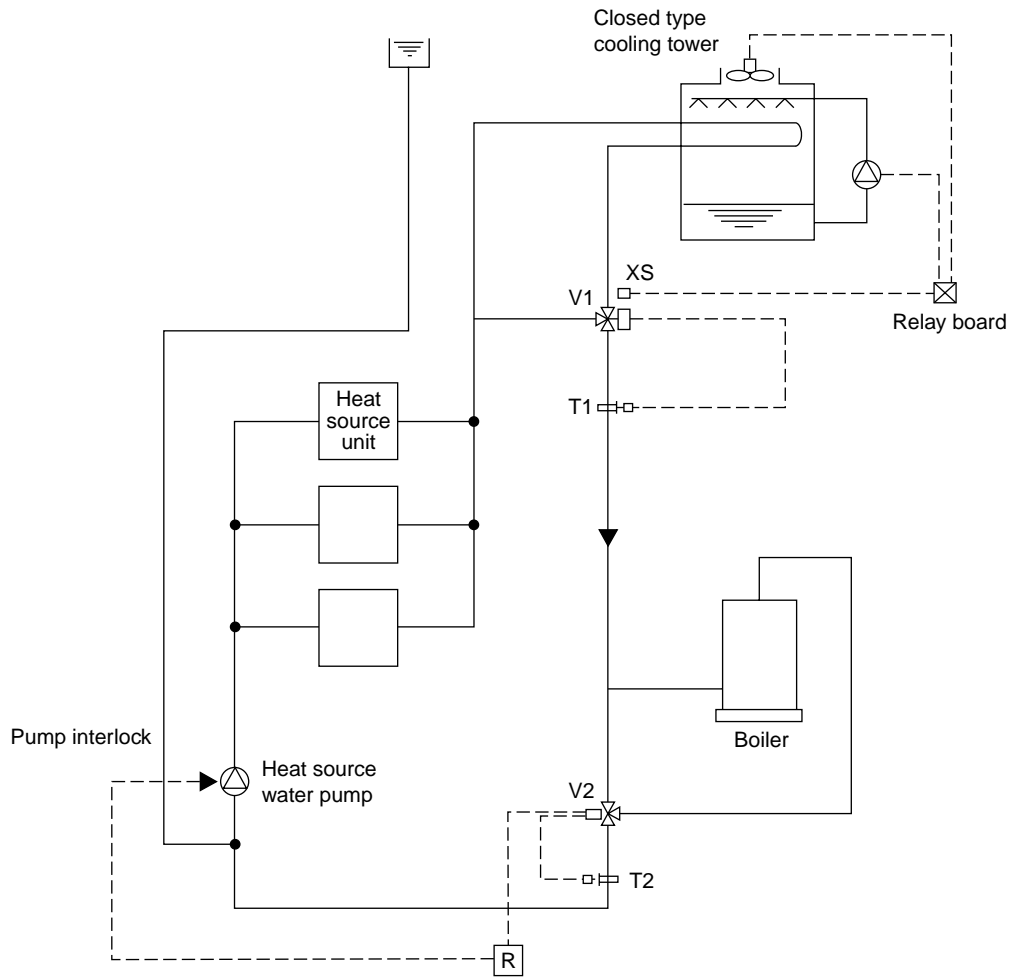 Closed type
cooling tower
XS
V1
Relay board
T1
Heat
source
unit
Boiler
Pump interlock
Heat source
water pump
V2
T2
R